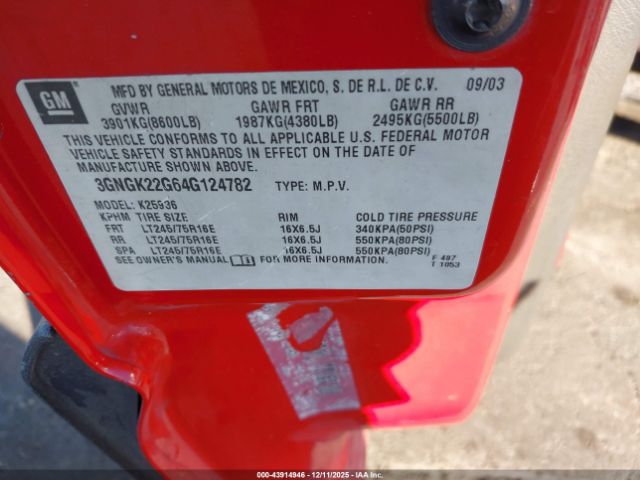 GM
MFD BY GENERAL MOTORS DE MEXICO, S. DE R.L. DE C.V. 09/03
GVWR GAWR FRT GAWR RR
3901KG(8600LB) 1987KG(4380LB) 2495KG(5500LB)
THIS VEHICLE CONFORMS TO ALL APPLICABLE U.S. FEDERAL MOTOR
VEHICLE SAFETY STANDARDS IN EFFECT ON THE DATE OF
MANUFACTURE SHOWN ABOVE.
3GNGK22G64G124782 TYPE: M.P.V.
MODEL: K25936
KPHM TIRE SIZE RIM COLD TIRE PRESSURE
FRT LT245/75R16E 16X6.5J 340KPA(50PSI)
RR LT245/75R16E 16X6.5J 550KPA(80PSI)
SPA LT245/75R16E 16X6.5J 550KPA(80PSI)
SEE OWNER'S MANUAL FOR MORE INFORMATION.
F 487
T 1053
000-43914946 - 12/11/2025 - IAAI.COM